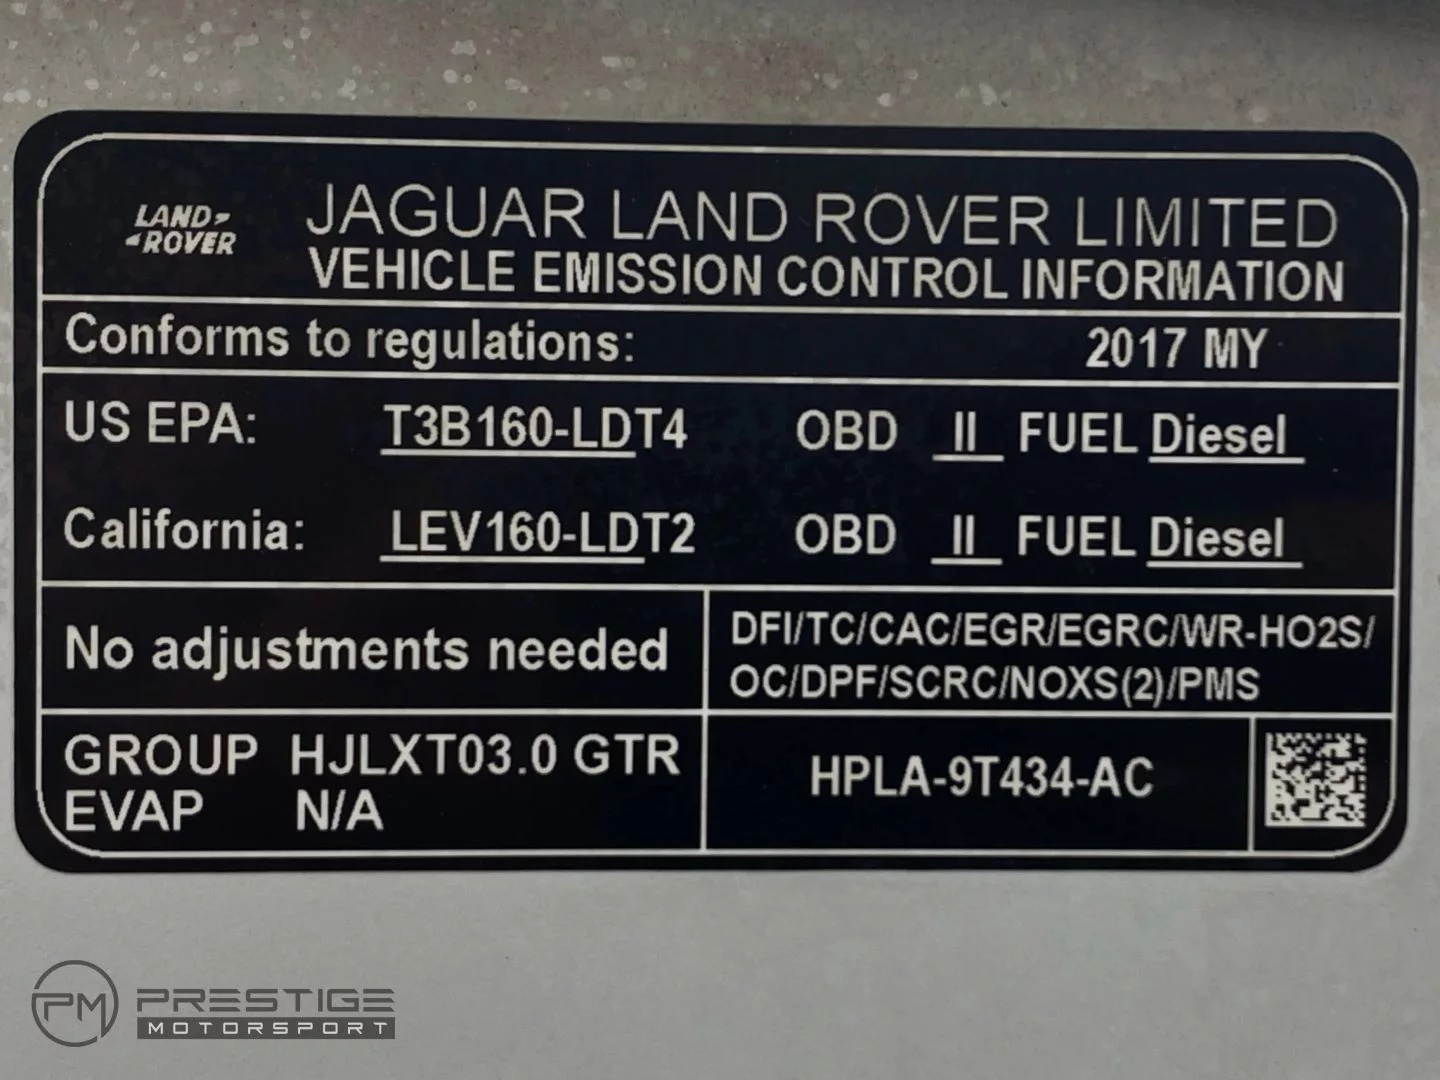 LAND
ROVER
JAGUAR LAND ROVER LIMITED
VEHICLE EMISSION CONTROL INFORMATION
Conforms to regulations: 2017 MY
US EPA: T3B160-LDT4 OBD II FUEL Diesel
California: LEV160-LDT2 OBD II FUEL Diesel
No adjustments needed
DFI/TC/CAC/EGR/EGRC/WR-HO2S/
OC/DPF/SCRC/NOXS(2)/PMS
GROUP HJLXT03.0 GTR
EVAP N/A
HPLA-9T434-AC
PM PRESTIGE
MOTORSPORT